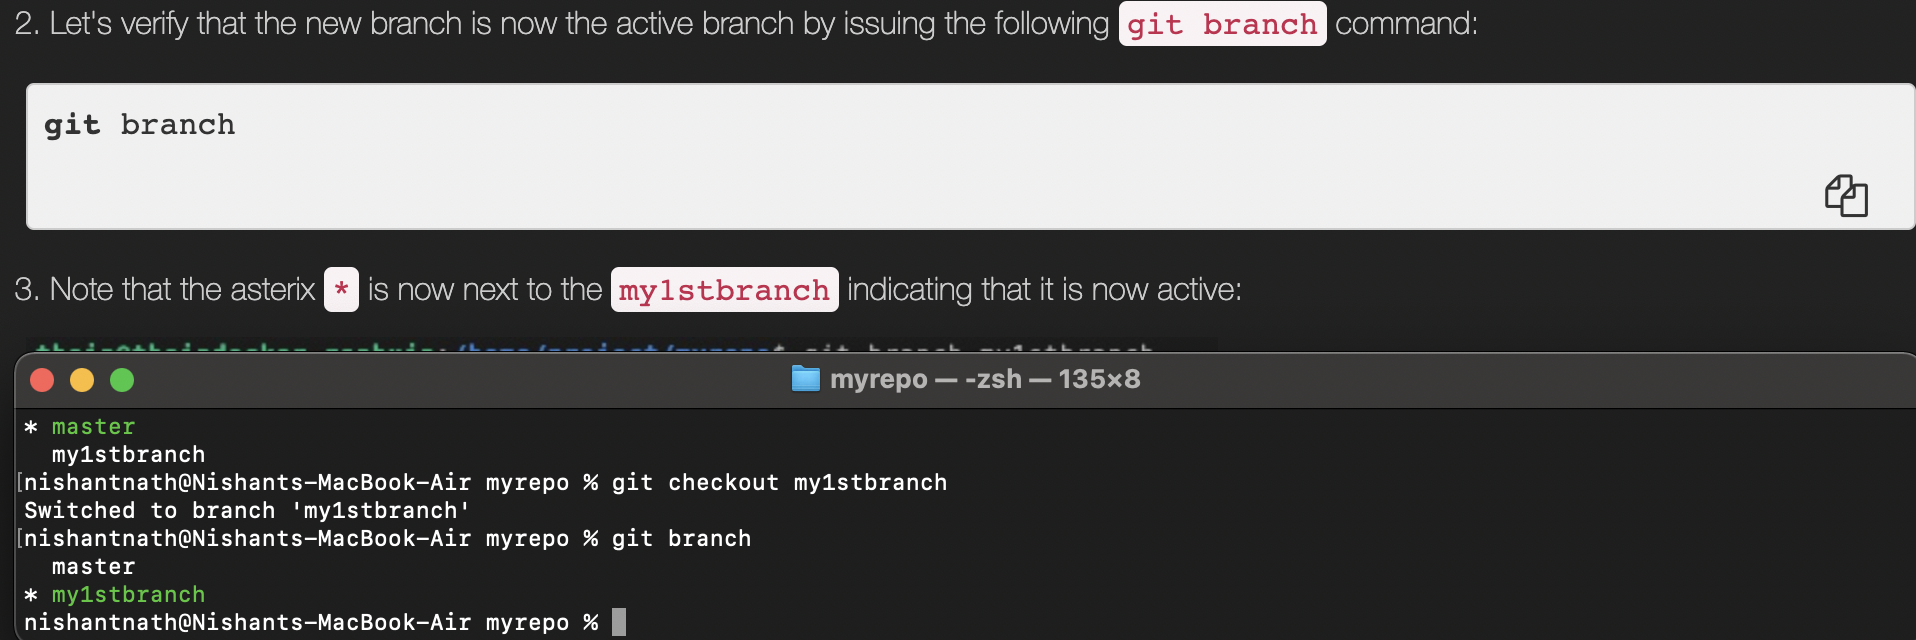 2. Let's verify that the new branch is now the active branch by issuing the following git branch command:
git branch
3. Note that the asterix * is now next to the my1stbranch indicating that it is now active:
myrepo — -zsh — 135×8
* master
  my1stbranch
[nishantnath@Nishants-MacBook-Air myrepo % git checkout my1stbranch
Switched to branch 'my1stbranch'
[nishantnath@Nishants-MacBook-Air myrepo % git branch
  master
* my1stbranch
nishantnath@Nishants-MacBook-Air myrepo %